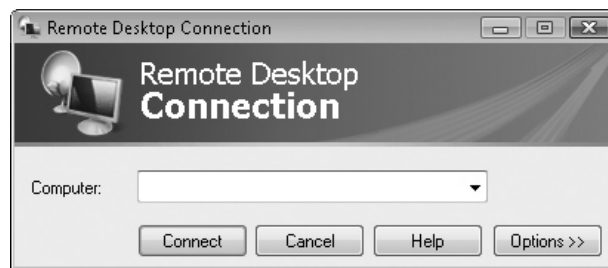 Remote Desktop Connection
Remote Desktop
Connection
Computer:
Connect Cancel Help Options >>